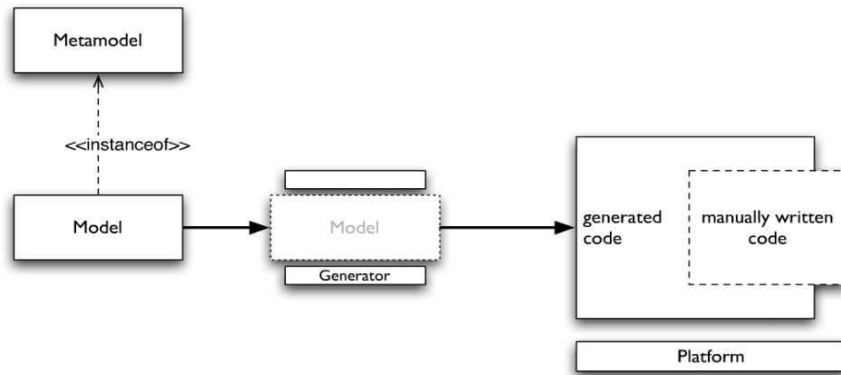 Metamodel
<<instanceof>>
Model
Model
Generator
generated
code
manually written
code
Platform